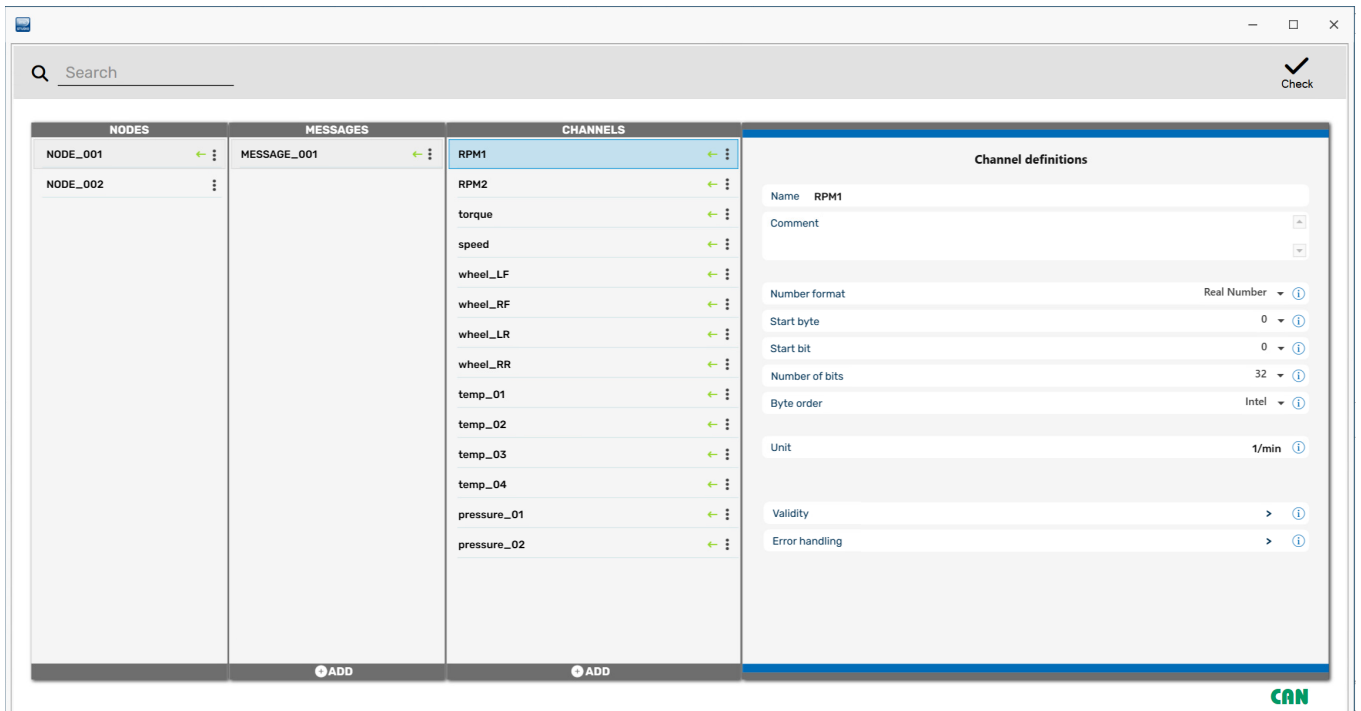 Search
Check
NODES
NODE_001
NODE_002
MESSAGES
MESSAGE_001
ADD
CHANNELS
RPM1
RPM2
torque
speed
wheel_LF
wheel_RF
wheel_LR
wheel_RR
temp_01
temp_02
temp_03
temp_04
pressure_01
pressure_02
ADD
Channel definitions
Name RPM1
Comment
Number format Real Number
Start byte 0
Start bit 0
Number of bits 32
Byte order Intel
Unit 1/min
Validity
Error handling
CAN